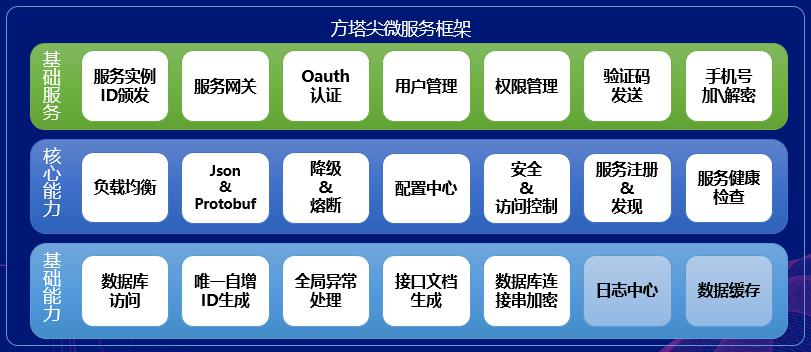 方塔尖微服务框架
基础服务
服务实例
ID颁发
服务网关
Oauth
认证
用户管理
权限管理
验证码
发送
手机号
加\解密
核心能力
负载均衡
Json
&
Protobuf
降级
&
熔断
配置中心
安全
&
访问控制
服务注册
&
发现
服务健康
检查
基础能力
数据库
访问
唯一自增
ID生成
全局异常
处理
接口文档
生成
数据库连
接串加密
日志中心
数据缓存